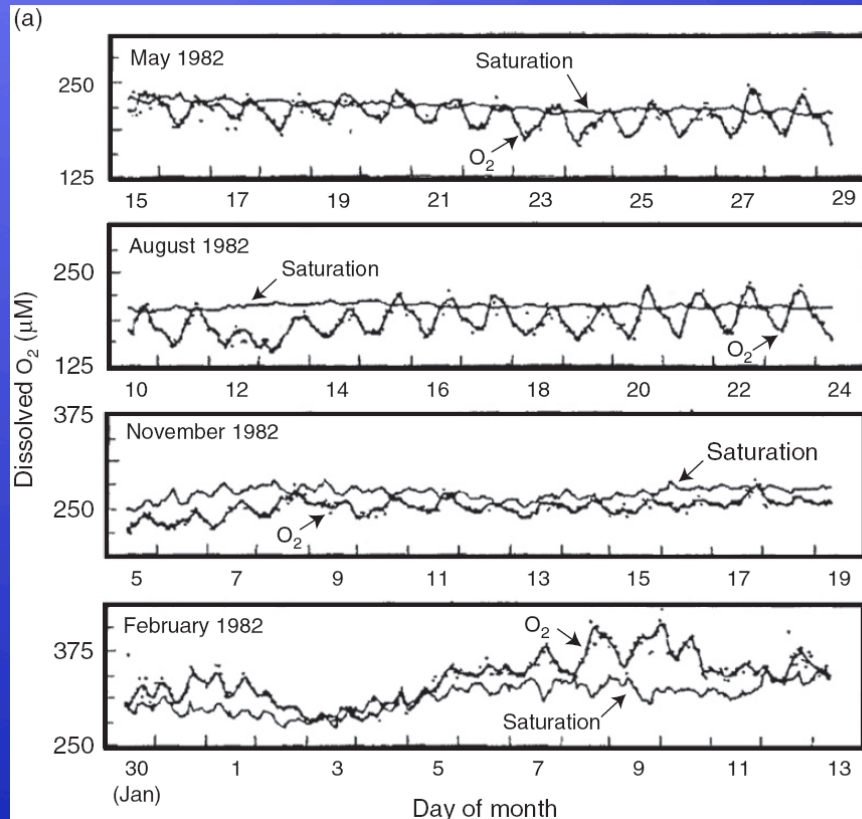 (a)
Dissolved O₂ (μM)
May 1982
Saturation
O₂
250
125
15 17 19 21 23 25 27 29
August 1982
Saturation
O₂
250
125
10 12 14 16 18 20 22 24
375
November 1982
Saturation
250
O₂
5 7 9 11 13 15 17 19
February 1982
O₂
375
Saturation
250
30 1 3 5 7 9 11 13
(Jan)
Day of month